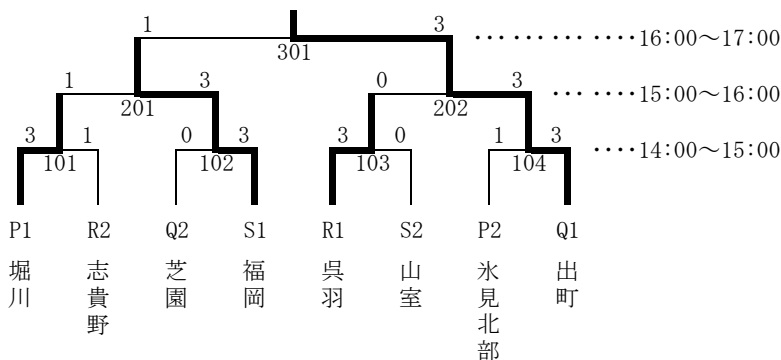 1 3
301 ‥‥ ‥‥ ‥‥ ‥‥16:00～17:00
1 3 0 3
201 202 ‥‥ ‥‥ ‥‥15:00～16:00
3 1 0 3 3 0 1 3
101 102 103 104 ‥‥14:00～15:00
P1 R2 Q2 S1 R1 S2 P2 Q1
堀川 志貴野 芝園 福岡 呉羽 山室 氷見北部 出町